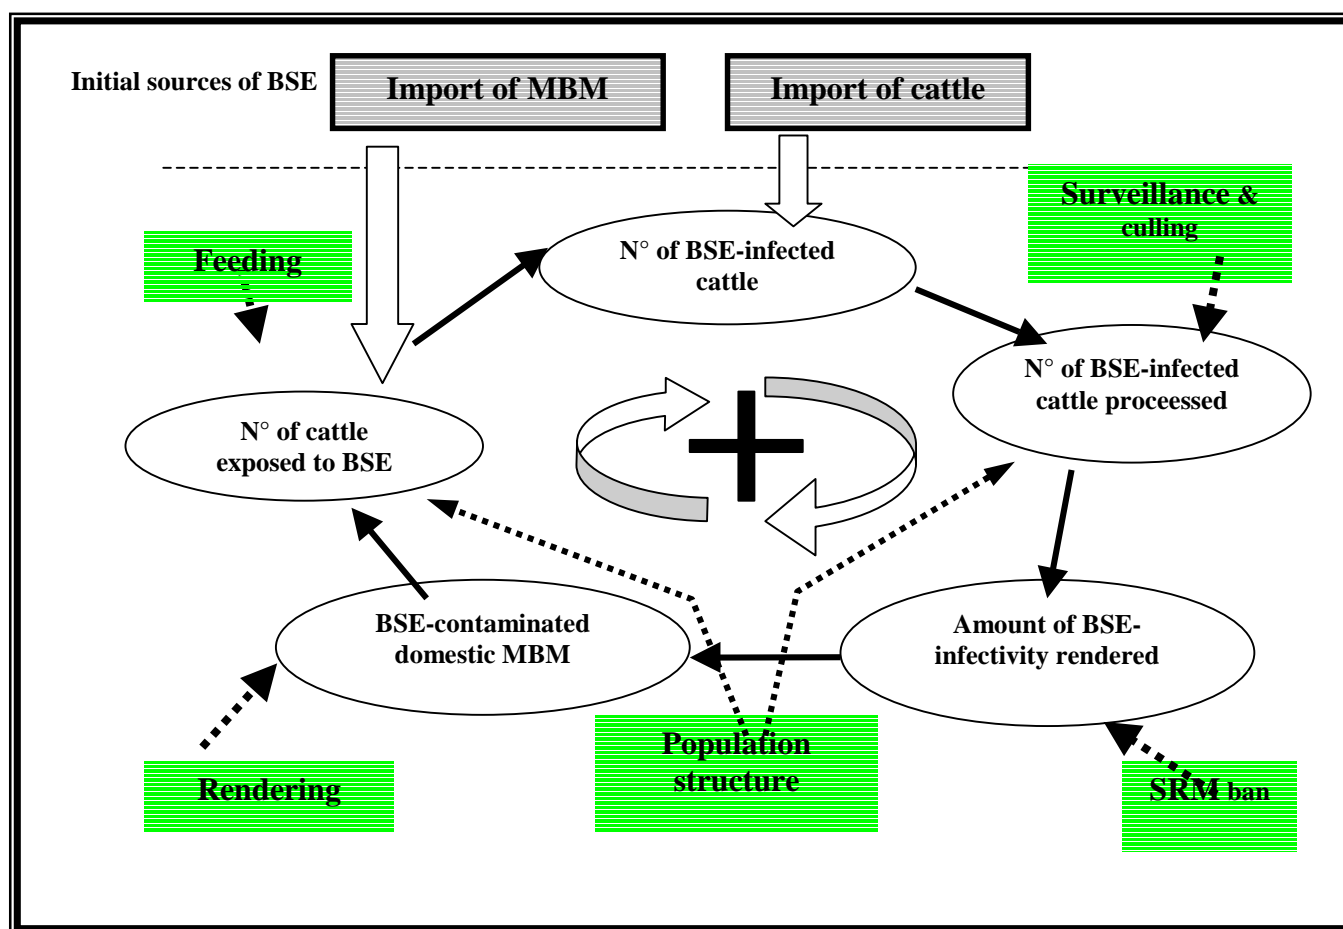 Initial sources of BSE
Import of MBM
Import of cattle
Surveillance &
culling
Feeding
N° of BSE-infected
cattle
N° of BSE-infected
cattle proceessed
N° of cattle
exposed to BSE
BSE-contaminated
domestic MBM
Amount of BSE-
infectivity rendered
Rendering
Population
structure
SRM ban